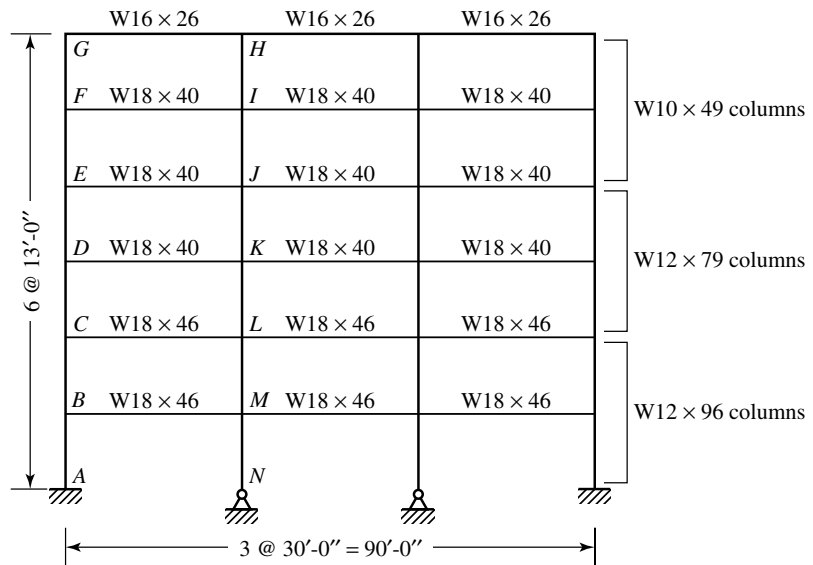 W16 × 26 W16 × 26 W16 × 26
G H
F W18 × 40 I W18 × 40 W18 × 40
W10 × 49 columns
E W18 × 40 J W18 × 40 W18 × 40
6 @ 13′-0″
D W18 × 40 K W18 × 40 W18 × 40
W12 × 79 columns
C W18 × 46 L W18 × 46 W18 × 46
B W18 × 46 M W18 × 46 W18 × 46
W12 × 96 columns
A N
3 @ 30′-0″ = 90′-0″